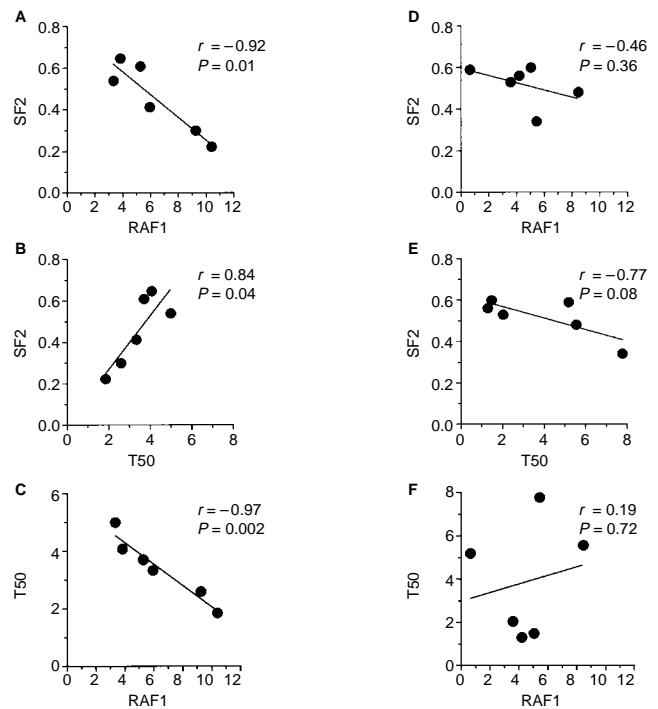 A
r = −0.92
P = 0.01
0.8
0.6
0.4
0.2
0.0
SF2
0 2 4 6 8 10 12
RAF1
D
r = −0.46
P = 0.36
0.8
0.6
0.4
0.2
0.0
SF2
0 2 4 6 8 10 12
RAF1
B
r = 0.84
P = 0.04
0.8
0.6
0.4
0.2
0.0
SF2
0 2 4 6 8
T50
E
r = −0.77
P = 0.08
0.8
0.6
0.4
0.2
0.0
SF2
0 2 4 6 8
T50
C
r = −0.97
P = 0.002
6
4
2
0
T50
0 2 4 6 8 10 12
RAF1
F
r = 0.19
P = 0.72
8
6
4
2
0
T50
0 2 4 6 8 10 12
RAF1